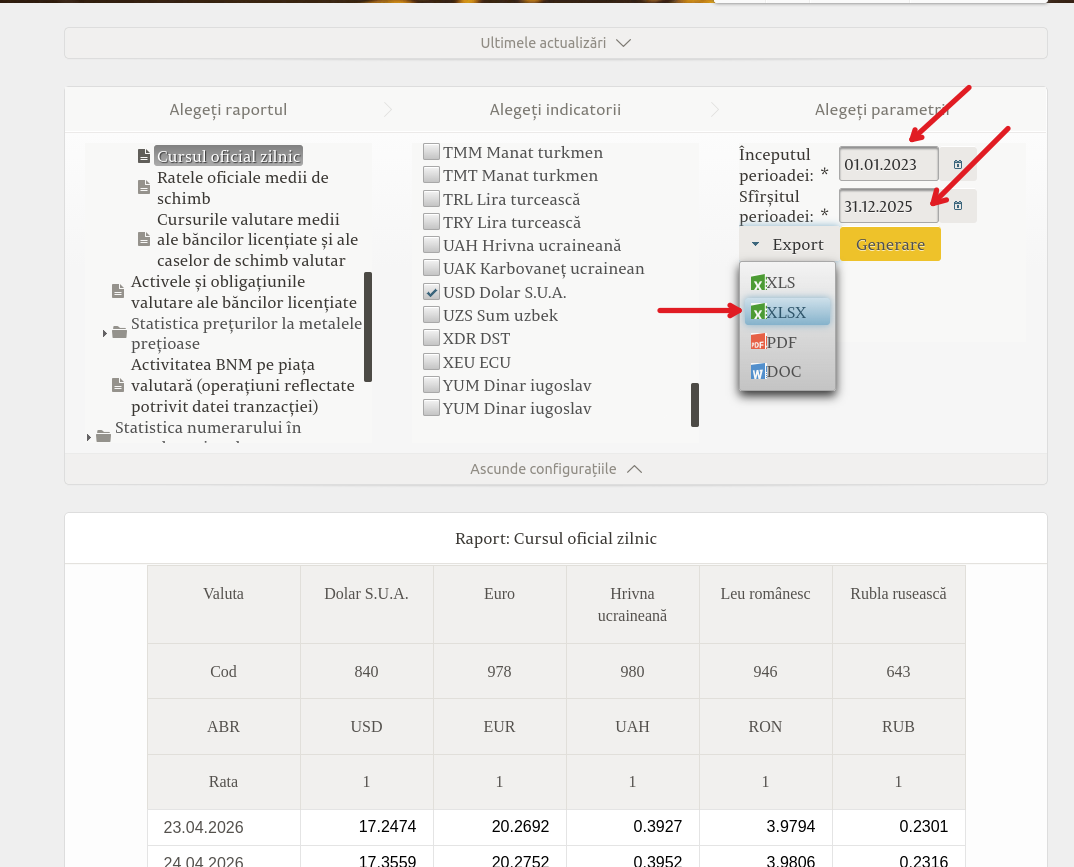 Ultimele actualizări
Alegeți raportul
Alegeți indicatorii
Alegeți parametrii
Cursul oficial zilnic
Ratele oficiale medii de
schimb
Cursurile valutare medii
ale băncilor licențiate și ale
caselor de schimb valutar
Activele și obligațiunile
valutare ale băncilor licențiate
Statistica prețurilor la metalele
prețioase
Activitatea BNM pe piața
valutară (operațiuni reflectate
potrivit datei tranzacției)
Statistica numerarului în
TMM Manat turkmen
TMT Manat turkmen
TRL Lira turcească
TRY Lira turcească
UAH Hrivna ucraineană
UAK Karbovaneț ucrainean
USD Dolar S.U.A.
UZS Sum uzbek
XDR DST
XEU ECU
YUM Dinar iugoslav
YUM Dinar iugoslav
Începutul
perioadei: * 01.01.2023
Sfîrșitul
perioadei: * 31.12.2025
Export Generare
XLS
XLSX
PDF
DOC
Ascunde configurațiile
Raport: Cursul oficial zilnic
Valuta Dolar S.U.A. Euro Hrivna ucraineană Leu românesc Rubla rusească
Cod 840 978 980 946 643
ABR USD EUR UAH RON RUB
Rata 1 1 1 1 1
23.04.2026 17.2474 20.2692 0.3927 3.9794 0.2301
24.04.2026 17.3559 20.2752 0.3952 3.9806 0.2316